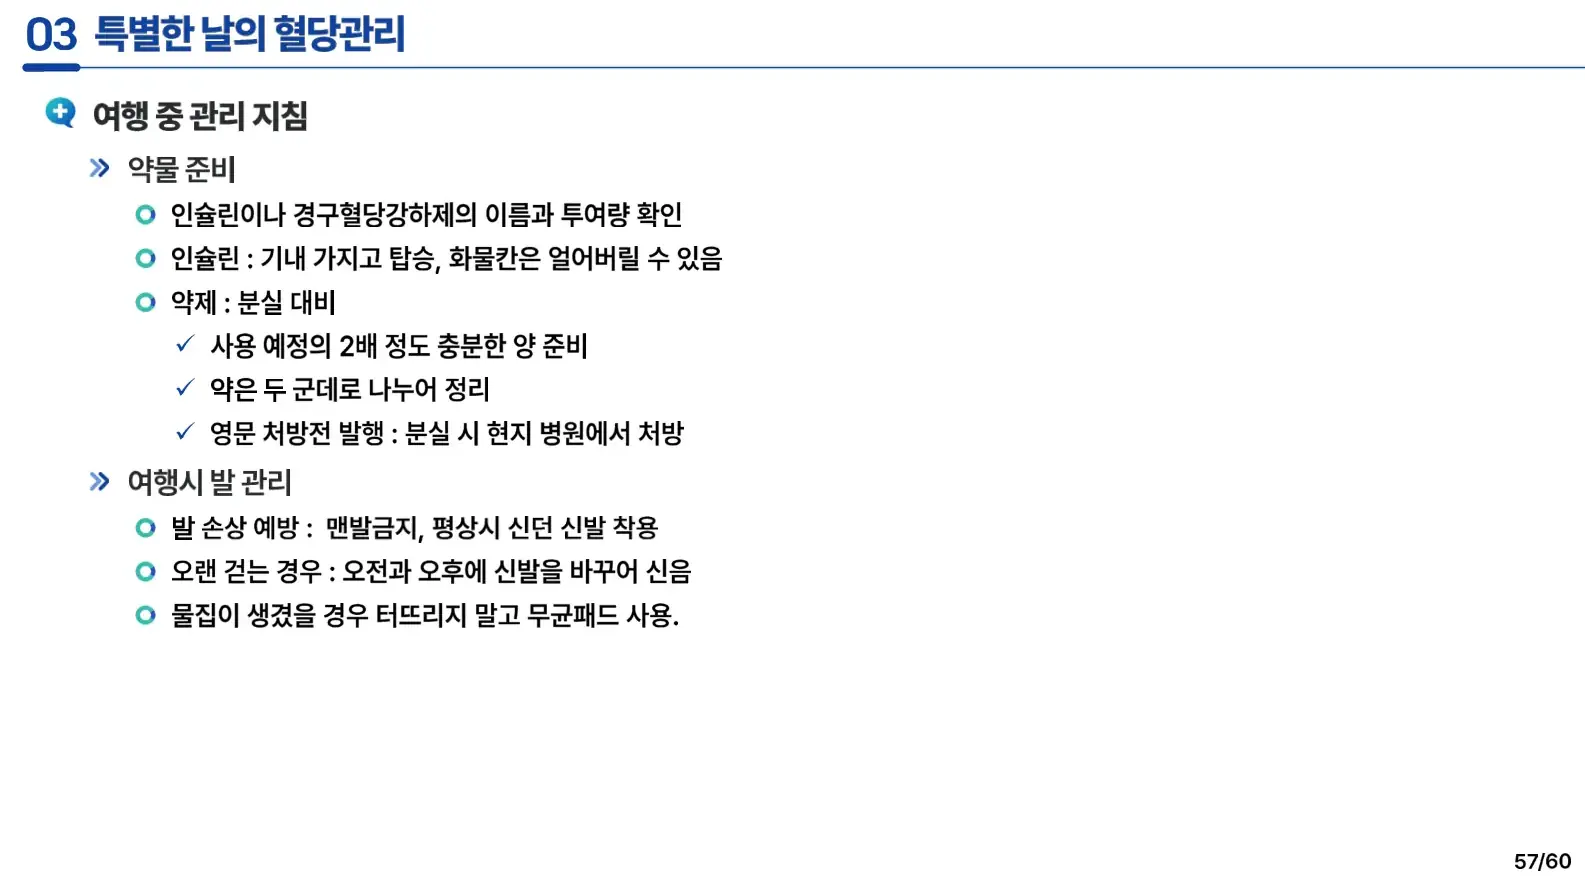 03 특별한 날의 혈당관리
여행 중 관리 지침
약물 준비
인슐린이나 경구혈당강하제의 이름과 투여량 확인
인슐린 : 기내 가지고 탑승, 화물칸은 얼어버릴 수 있음
약제 : 분실 대비
사용 예정의 2배 정도 충분한 양 준비
약은 두 군데로 나누어 정리
영문 처방전 발행 : 분실 시 현지 병원에서 처방
여행시 발 관리
발 손상 예방 : 맨발금지, 평상시 신던 신발 착용
오랜 걷는 경우 : 오전과 오후에 신발을 바꾸어 신음
물집이 생겼을 경우 터뜨리지 말고 무균패드 사용.
57/60